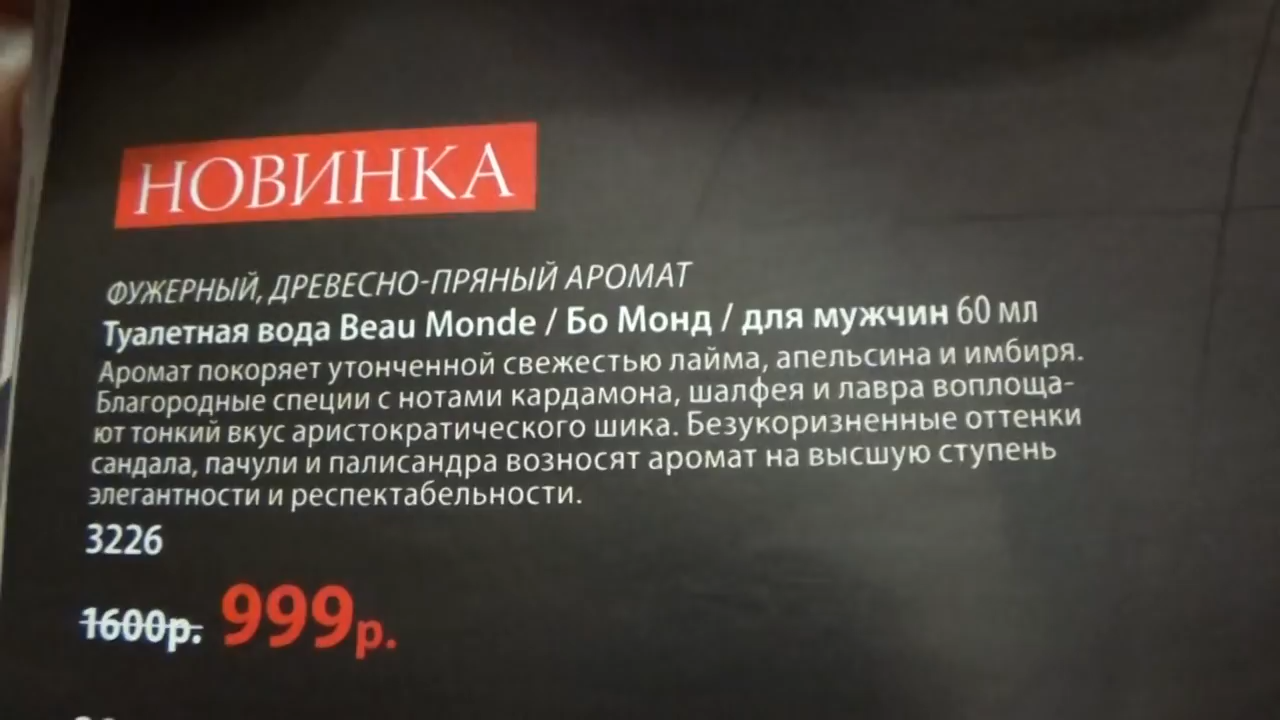 НОВИНКА
ФУЖЕРНЫЙ, ДРЕВЕСНО-ПРЯНЫЙ АРОМАТ
Туалетная вода Beau Monde / Бо Монд / для мужчин 60 мл
Аромат покоряет утонченной свежестью лайма, апельсина и имбиря.
Благородные специи с нотами кардамона, шалфея и лавра воплоща-
ют тонкий вкус аристократического шика. Безукоризненные оттенки
сандала, пачули и палисандра возносят аромат на высшую ступень
элегантности и респектабельности.
3226
1600р. 999р.